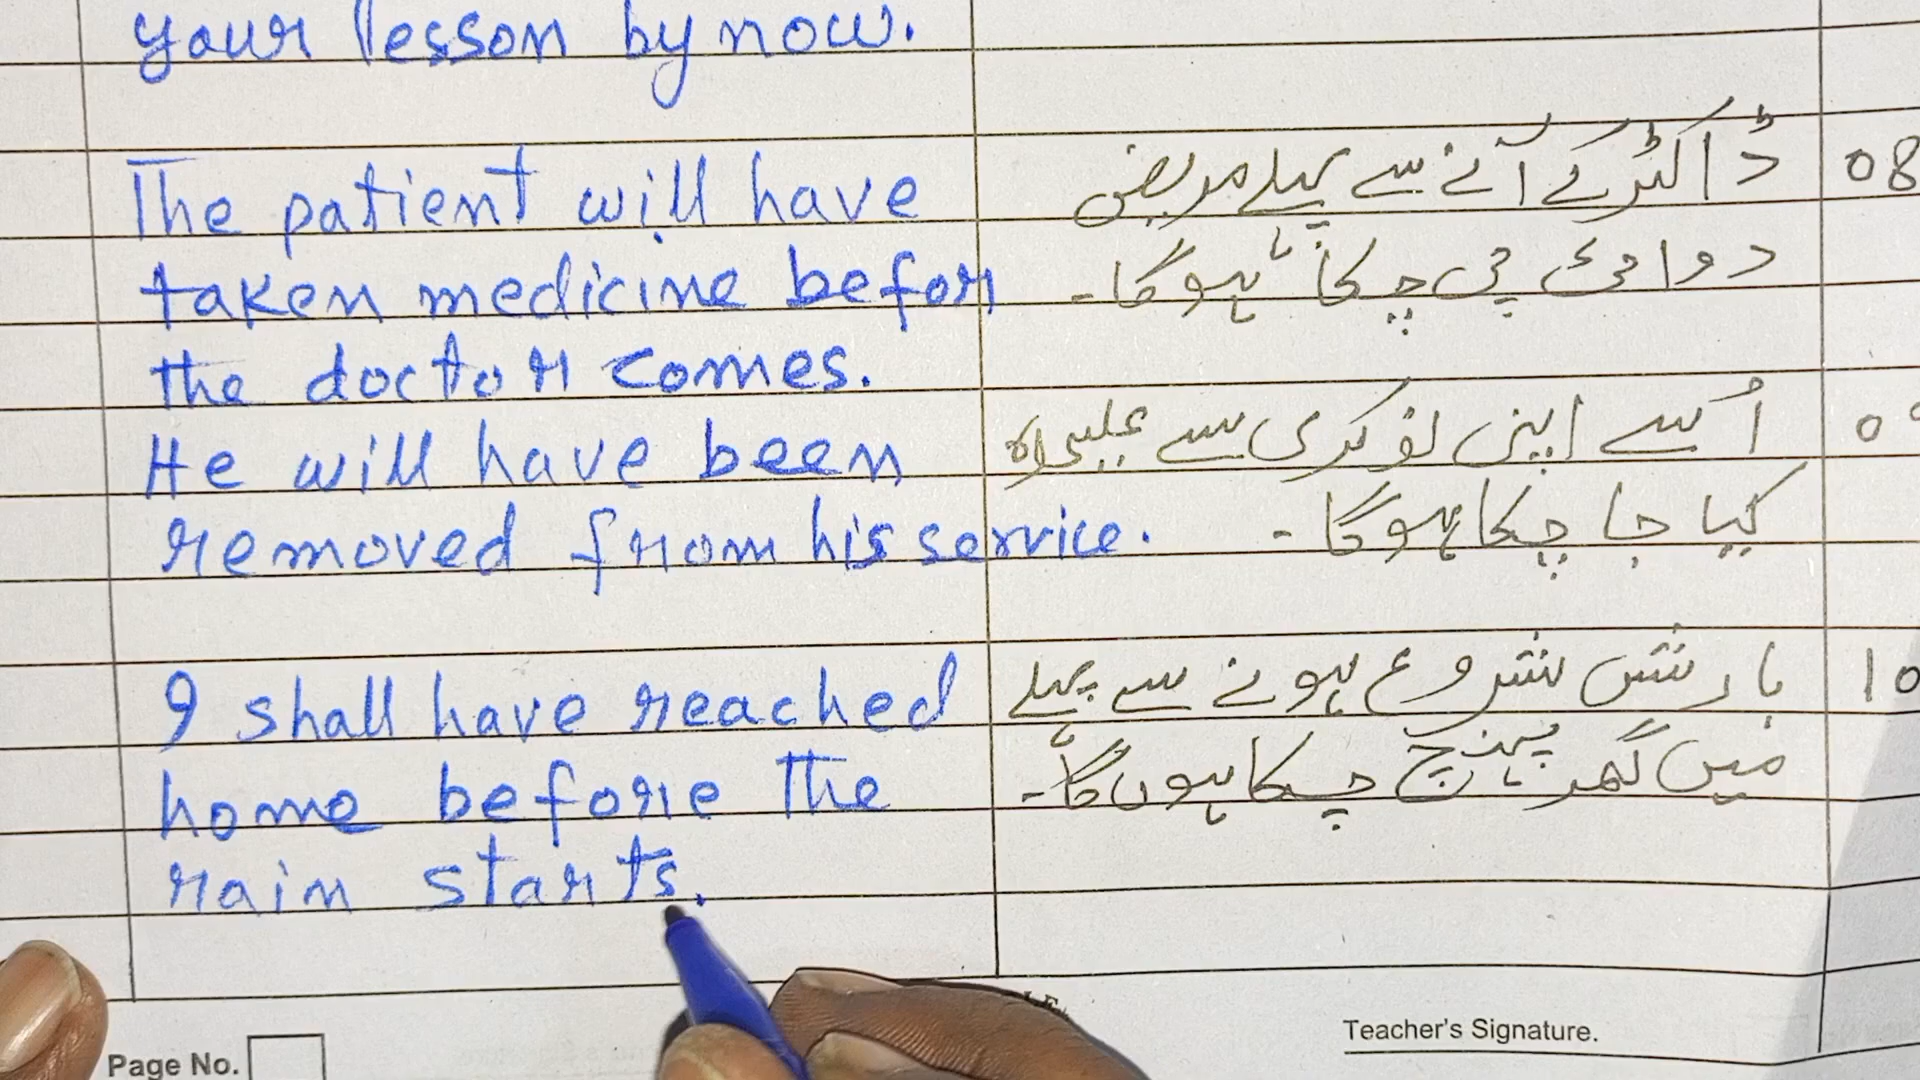 your lesson by now.
The patient will have
taken medicine befor
the doctor comes.
ڈاکٹر کے آنے سے پہلے مریض
دوائی پی چکا ہوگا۔
08
He will have been
removed from his service.
اُسے اپنی نوکری سے علیحدہ
کیا جا چکا ہوگا۔
I shall have reached
home before the
rain starts.
بارش شروع ہونے سے پہلے
میں گھر پہنچ چکا ہوں گا۔
10
Page No.
Teacher's Signature.